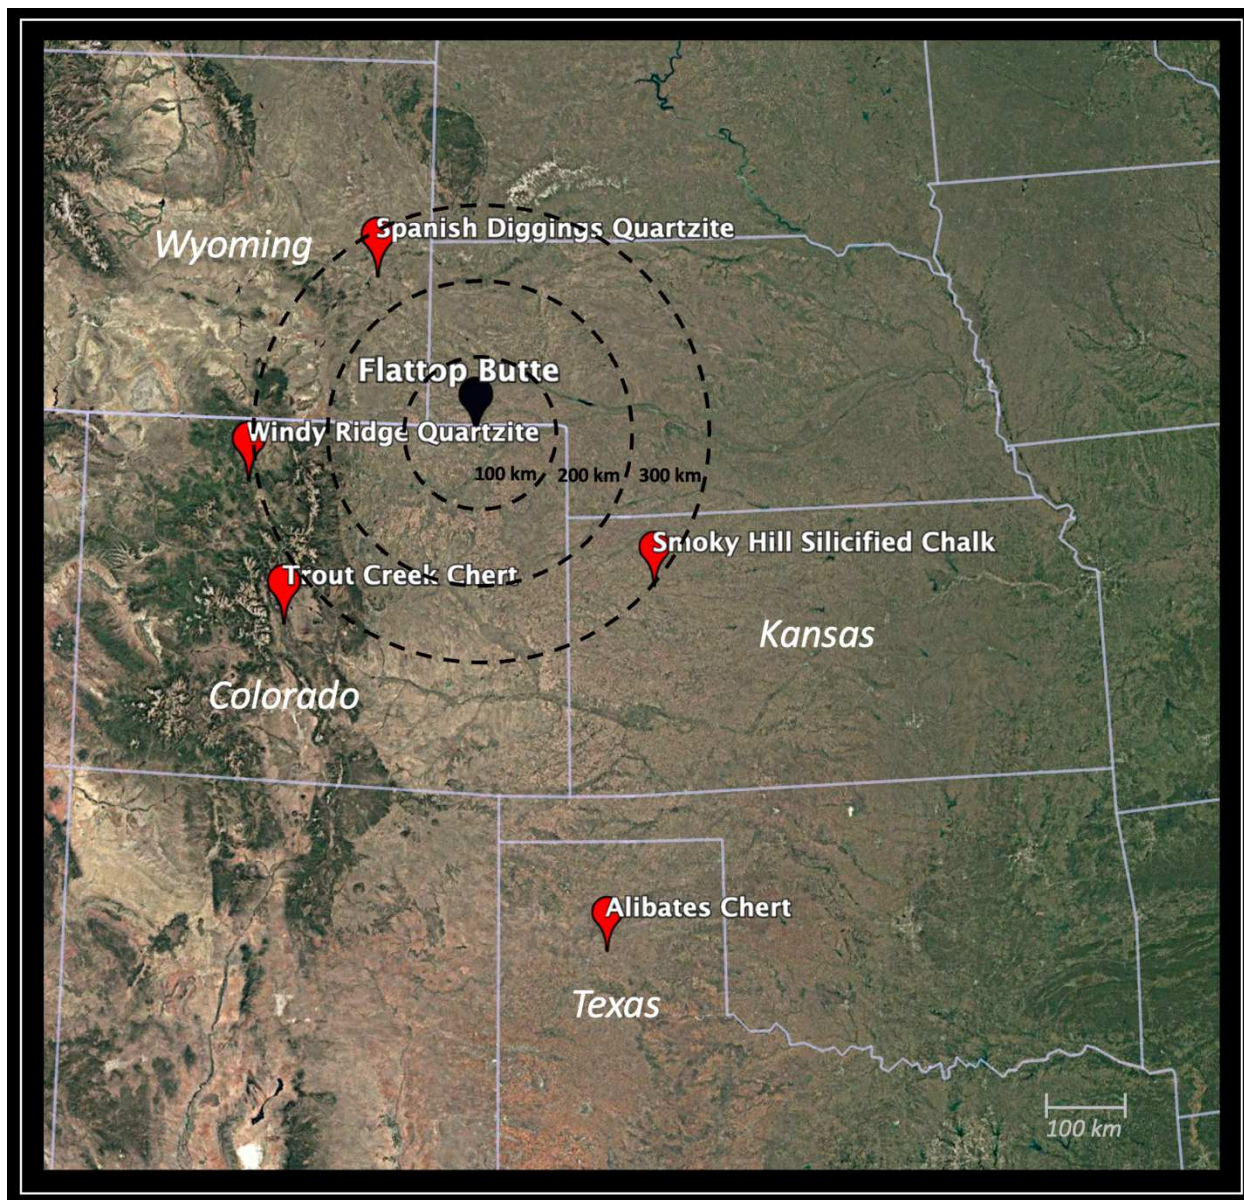 Spanish Diggings Quartzite
Wyoming
Flattop Butte
Windy Ridge Quartzite
100 km
200 km
300 km
Smoky Hill Silicified Chalk
Trout Creek Chert
Kansas
Colorado
Alibates Chert
Texas
100 km